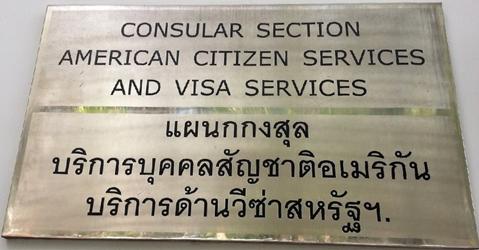 CONSULAR SECTION
AMERICAN CITIZEN SERVICES
AND VISA SERVICES
แผนกกงสุล
บริการบุคคลสัญชาติอเมริกัน
บริการด้านวีซ่าสหรัฐฯ.